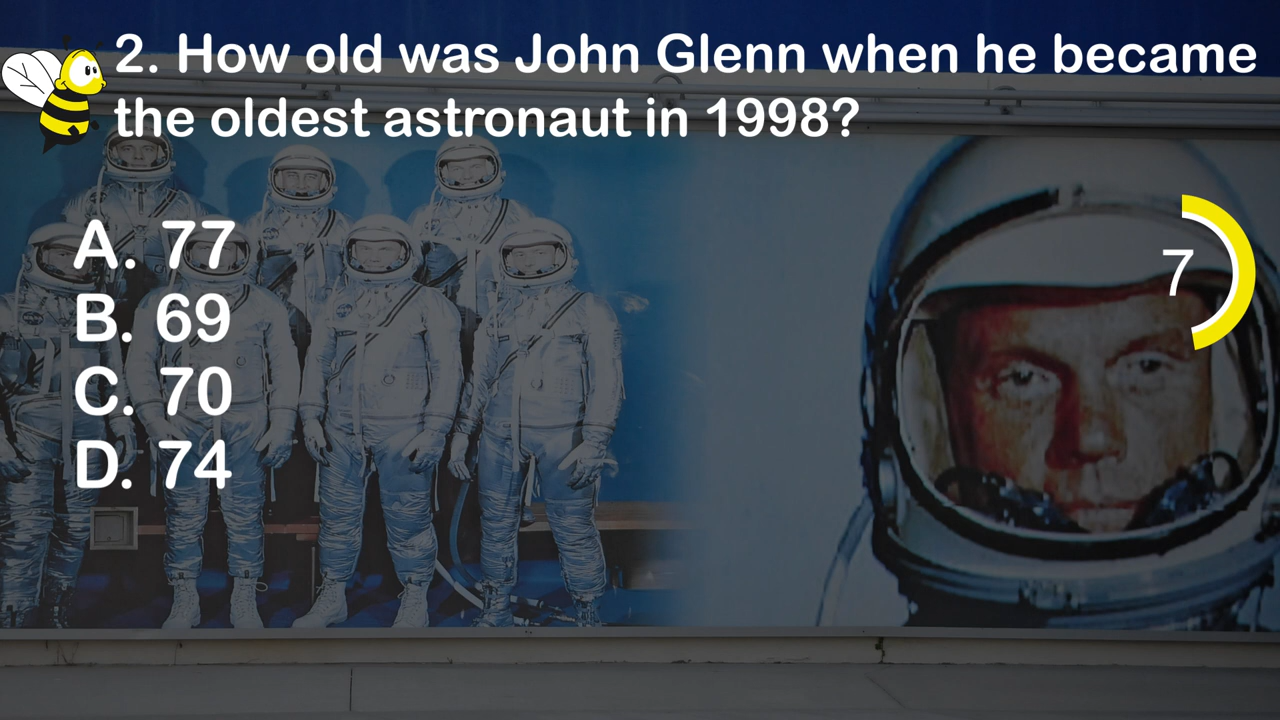 2. How old was John Glenn when he became
the oldest astronaut in 1998?
A. 77
B. 69
C. 70
D. 74
7